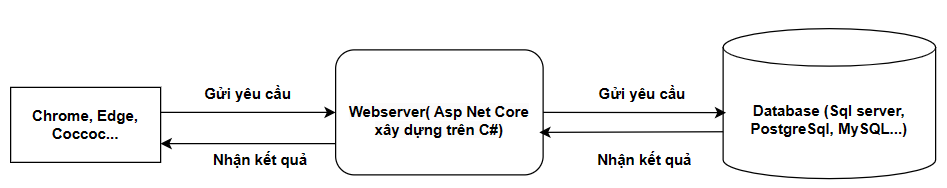 Chrome, Edge,
Coccoc...
Gửi yêu cầu
Nhận kết quả
Webserver( Asp Net Core
xây dựng trên C#)
Gửi yêu cầu
Nhận kết quả
Database (Sql server,
PostgreSql, MySQL...)